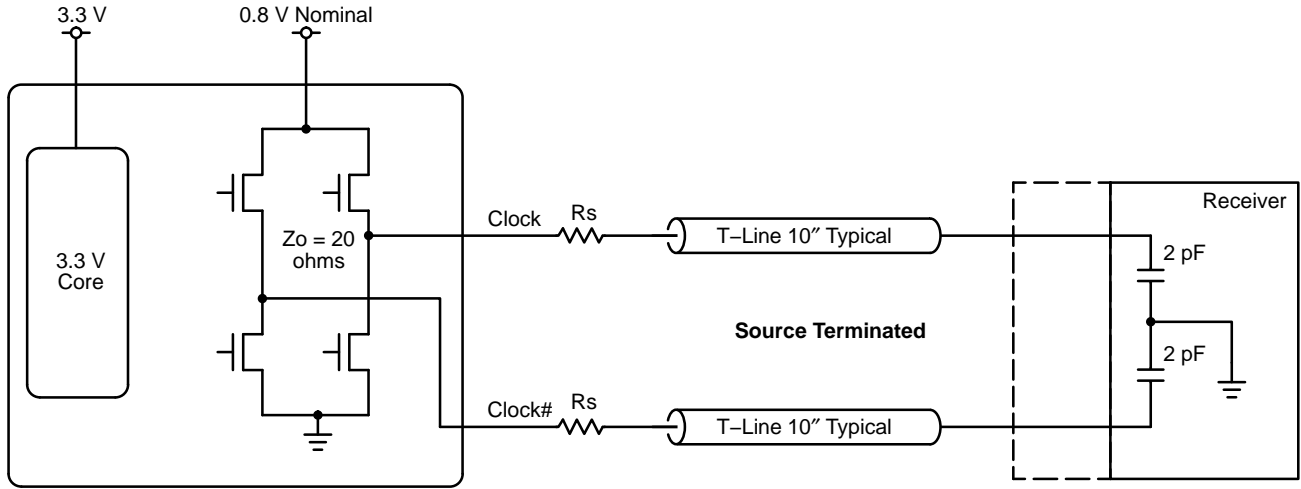 3.3 V
0.8 V Nominal
3.3 V
Core
Zo = 20
ohms
Clock
Rs
T–Line 10″ Typical
Receiver
2 pF
Source Terminated
2 pF
Clock#
Rs
T–Line 10″ Typical